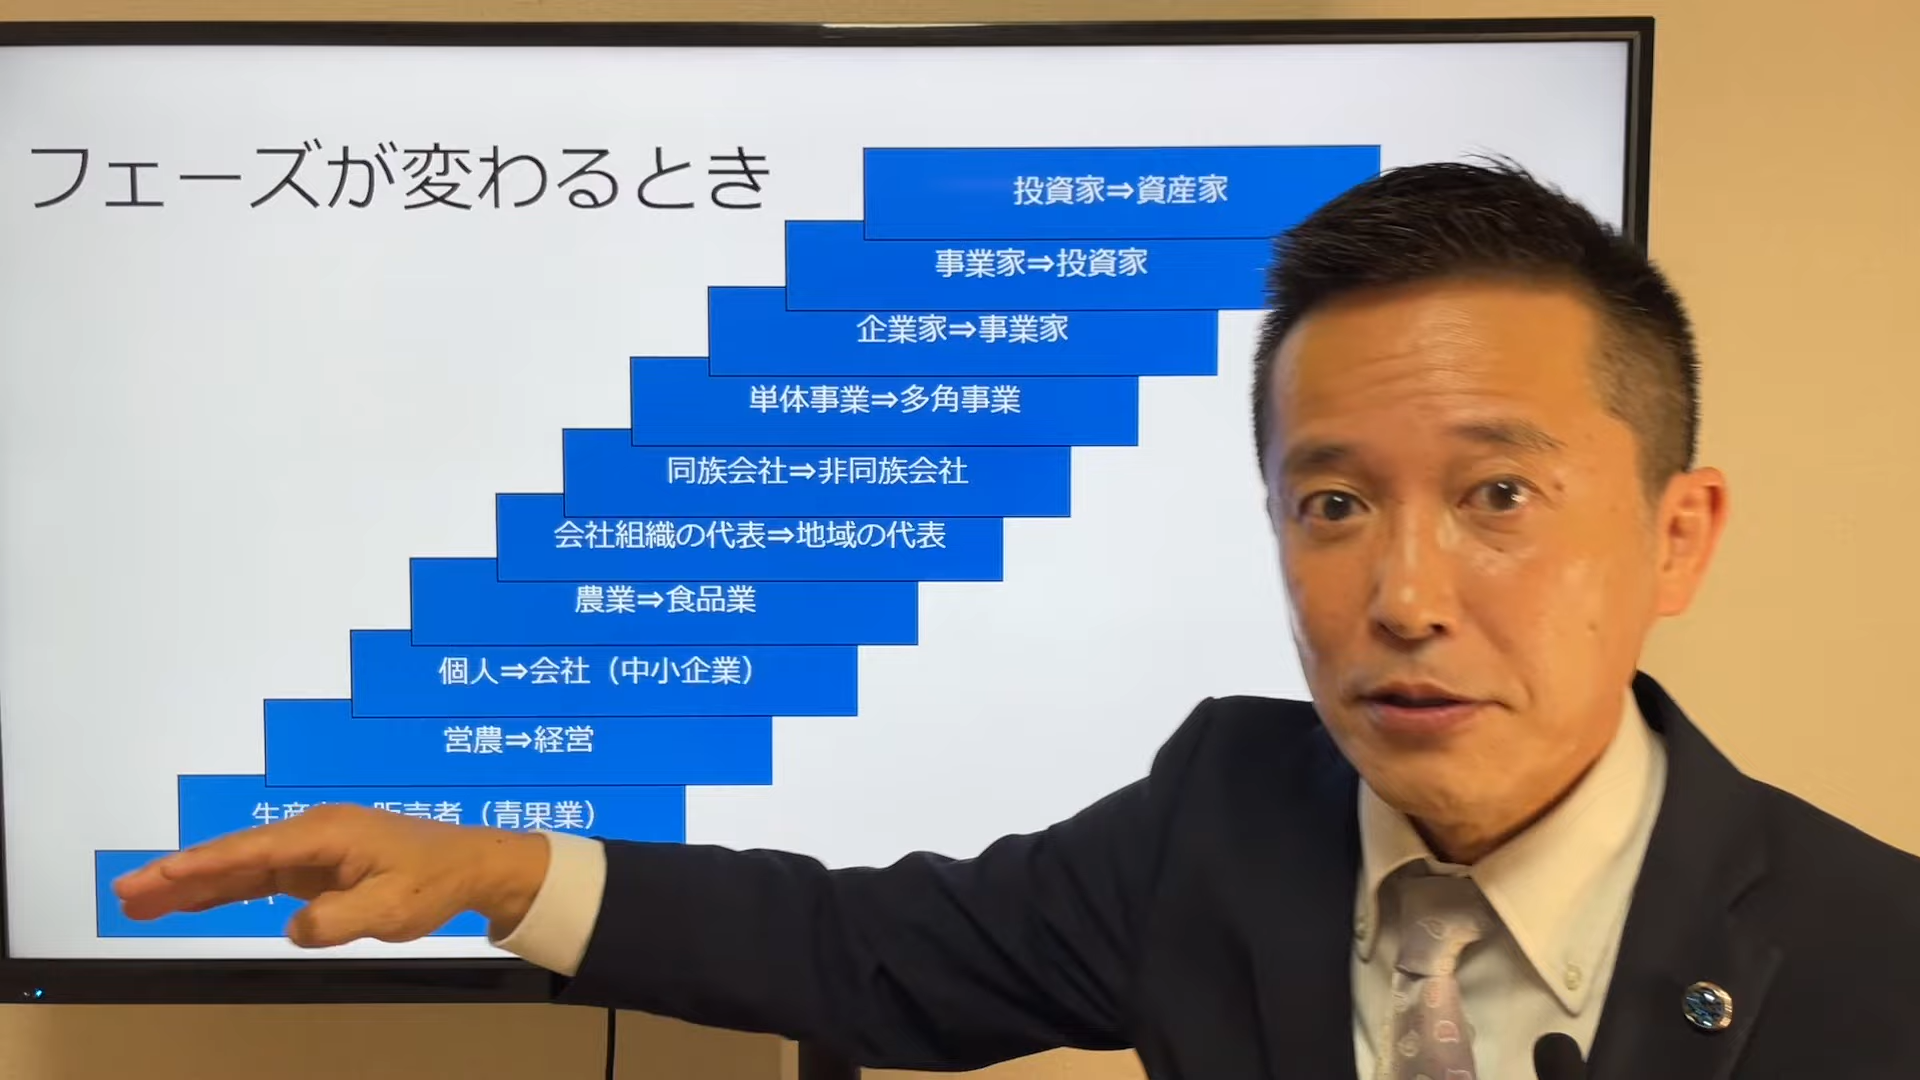 フェーズが変わるとき
投資家⇒資産家
事業家⇒投資家
企業家⇒事業家
単体事業⇒多角事業
同族会社⇒非同族会社
会社組織の代表⇒地域の代表
農業⇒食品業
個人⇒会社（中小企業）
営農⇒経営
生産 販売者（青果業）